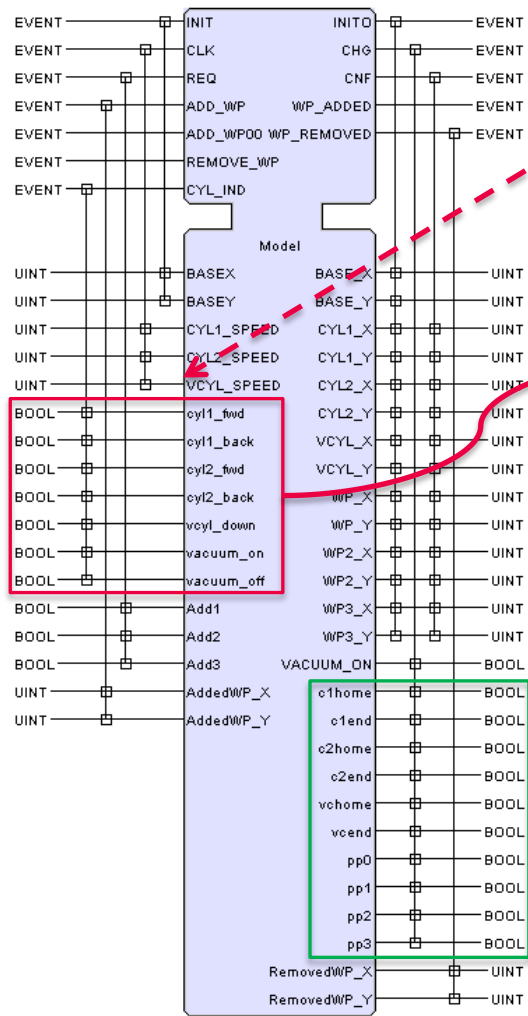 EVENT INIT INITO EVENT
EVENT CLK CHG EVENT
EVENT REQ CNF EVENT
EVENT ADD_WP WP_ADDED EVENT
EVENT ADD_WP00 WP_REMOVED EVENT
EVENT REMOVE_WP
EVENT CYL_IND
Model
UINT BASEX BASE_X UINT
UINT BASEY BASE_Y UINT
UINT CYL1_SPEED CYL1_X UINT
UINT CYL2_SPEED CYL1_Y UINT
UINT VCYL_SPEED CYL2_X UINT
BOOL cyl1_fwd CYL2_Y UINT
BOOL cyl1_back VCYL_X UINT
BOOL cyl2_fwd VCYL_Y UINT
BOOL cyl2_back WP_X UINT
BOOL vcyl_down WP_Y UINT
BOOL vacuum_on WP2_X UINT
BOOL vacuum_off WP2_Y UINT
BOOL Add1 WP3_X UINT
BOOL Add2 WP3_Y UINT
BOOL Add3 VACUUM_ON BOOL
UINT AddedWP_X c1home BOOL
UINT AddedWP_Y c1end BOOL
c2home BOOL
c2end BOOL
vchome BOOL
vcend BOOL
pp0 BOOL
pp1 BOOL
pp2 BOOL
pp3 BOOL
RemovedWP_X UINT
RemovedWP_Y UINT